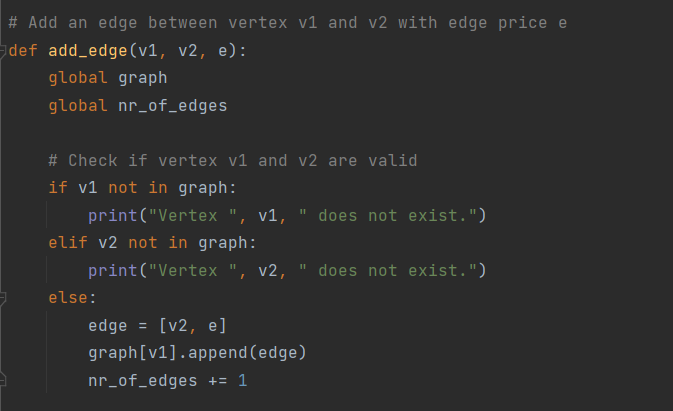 # Add an edge between vertex v1 and v2 with edge price e
def add_edge(v1, v2, e):
    global graph
    global nr_of_edges

    # Check if vertex v1 and v2 are valid
    if v1 not in graph:
        print("Vertex ", v1, " does not exist.")
    elif v2 not in graph:
        print("Vertex ", v2, " does not exist.")
    else:
        edge = [v2, e]
        graph[v1].append(edge)
        nr_of_edges += 1